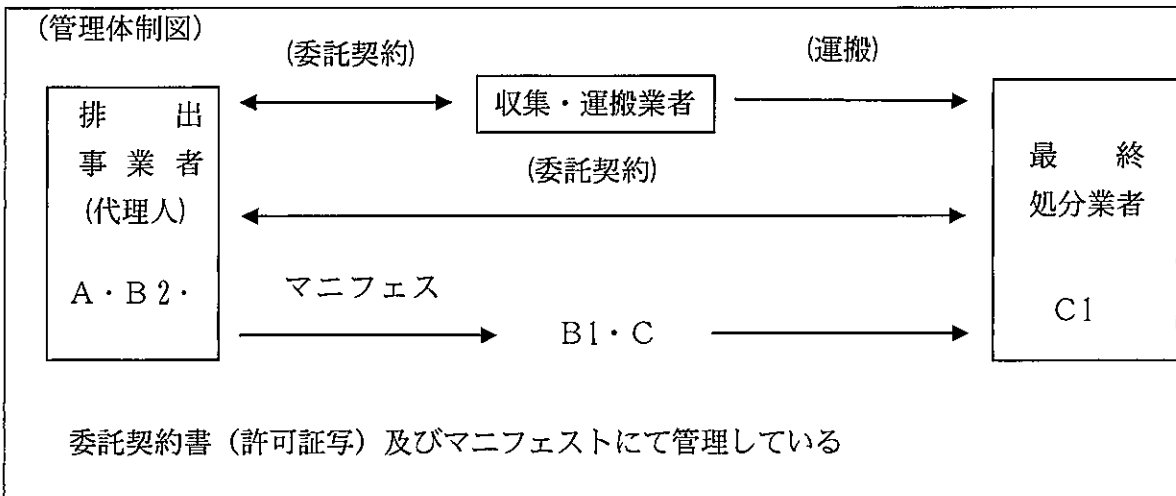 (管理体制図)
(委託契約)
(運搬)
排出
事業者
(代理人)
A・B2・
収集・運搬業者
(委託契約)
最終
処分業者
マニフェス
B1・C
C1
委託契約書（許可証写）及びマニフェストにて管理している